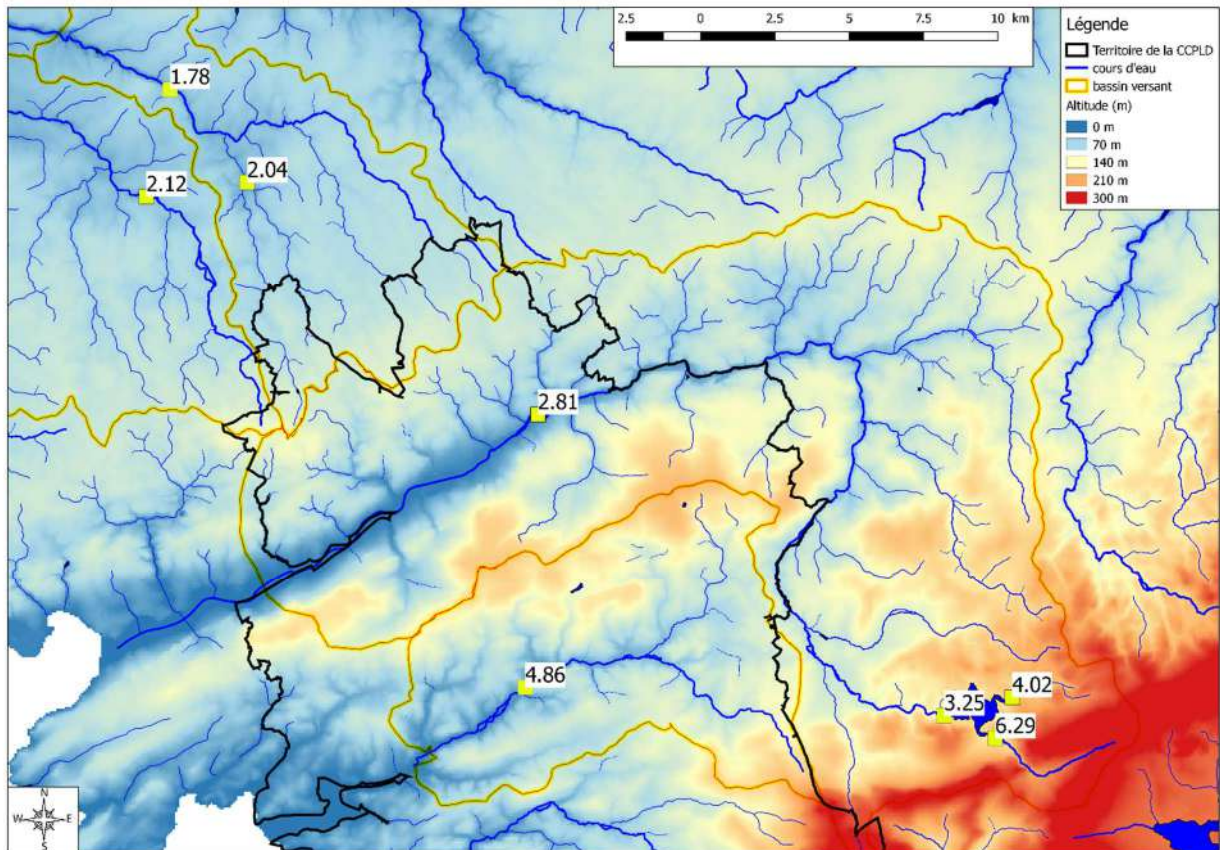 2.5 0 2.5 5 7.5 10 km
Légende
Territoire de la CCPLD
cours d'eau
bassin versant
Altitude (m)
0 m
70 m
140 m
210 m
300 m
1.78
2.04
2.12
2.81
4.86
4.02
3.25
6.29
N
W E
S